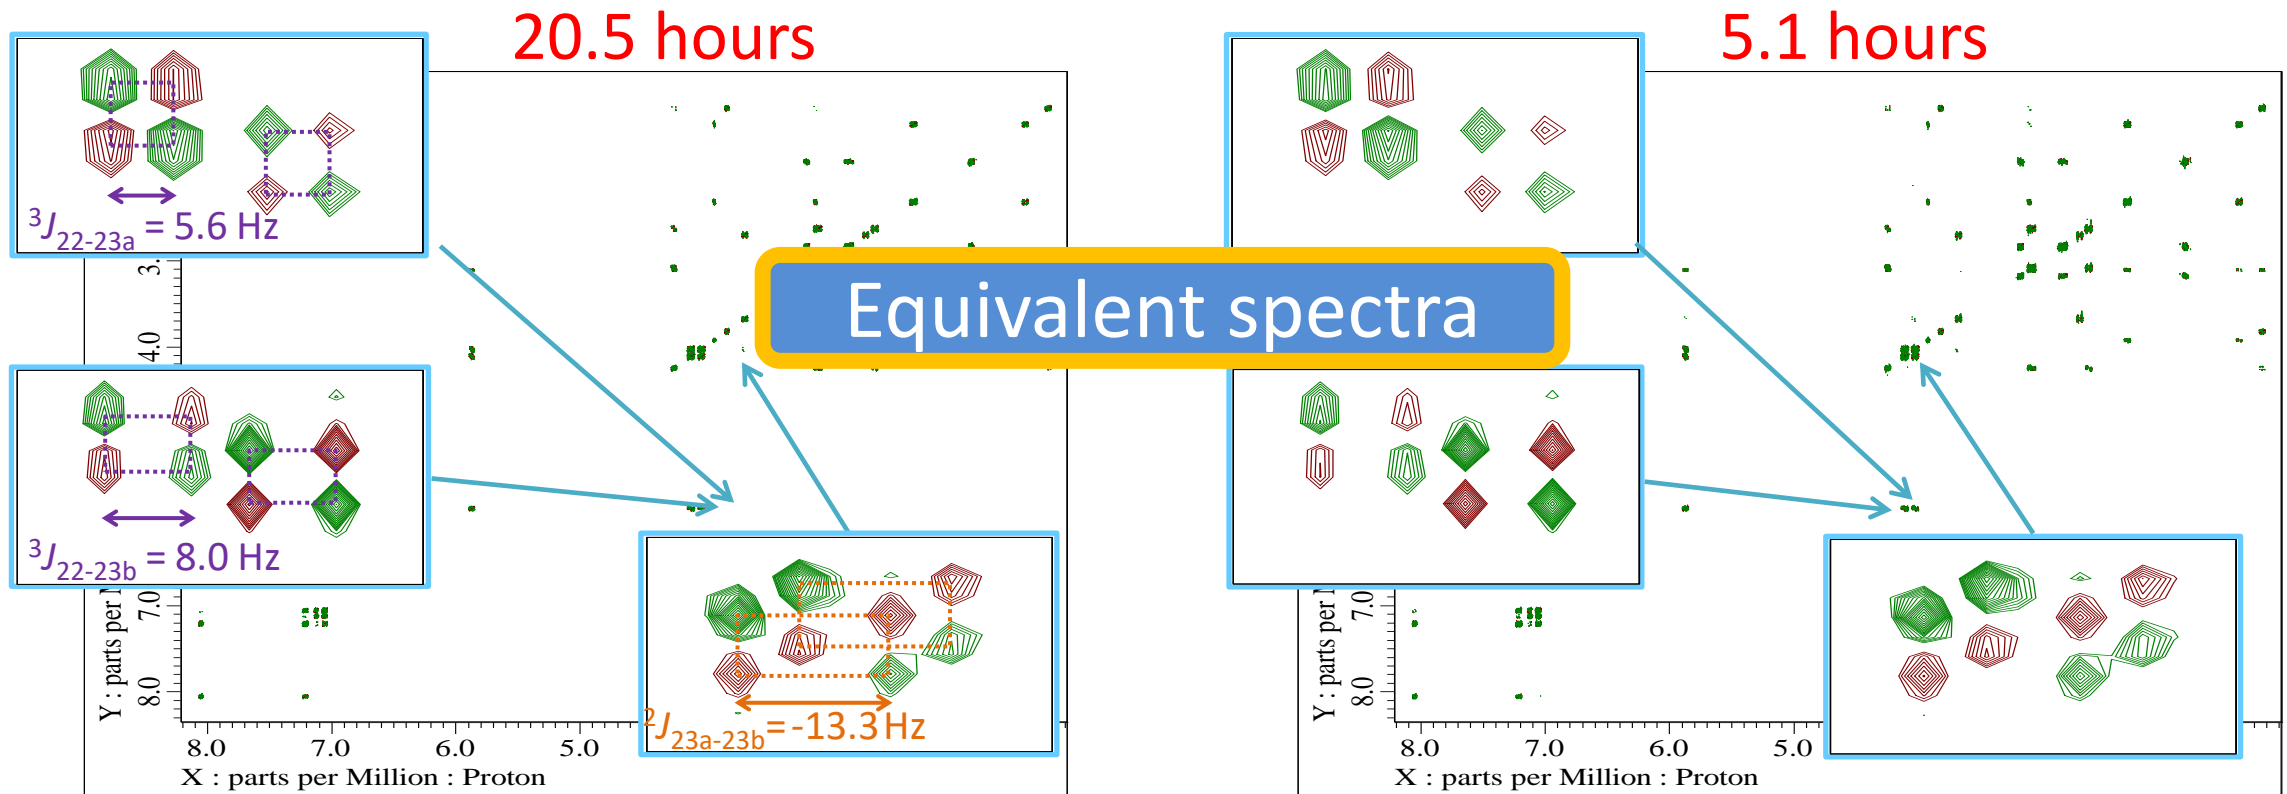 20.5 hours
5.1 hours
³J₂₂₋₂₃ₐ = 5.6 Hz
3.
Equivalent spectra
4.0
4.0
³J₂₂₋₂₃b = 8.0 Hz
²J₂₃ₐ₋₂₃b = -13.3 Hz
Y : parts per M
7.0
8.0
8.0 7.0 6.0 5.0
X : parts per Million : Proton
Y : parts per M
7.0
8.0
8.0 7.0 6.0 5.0
X : parts per Million : Proton